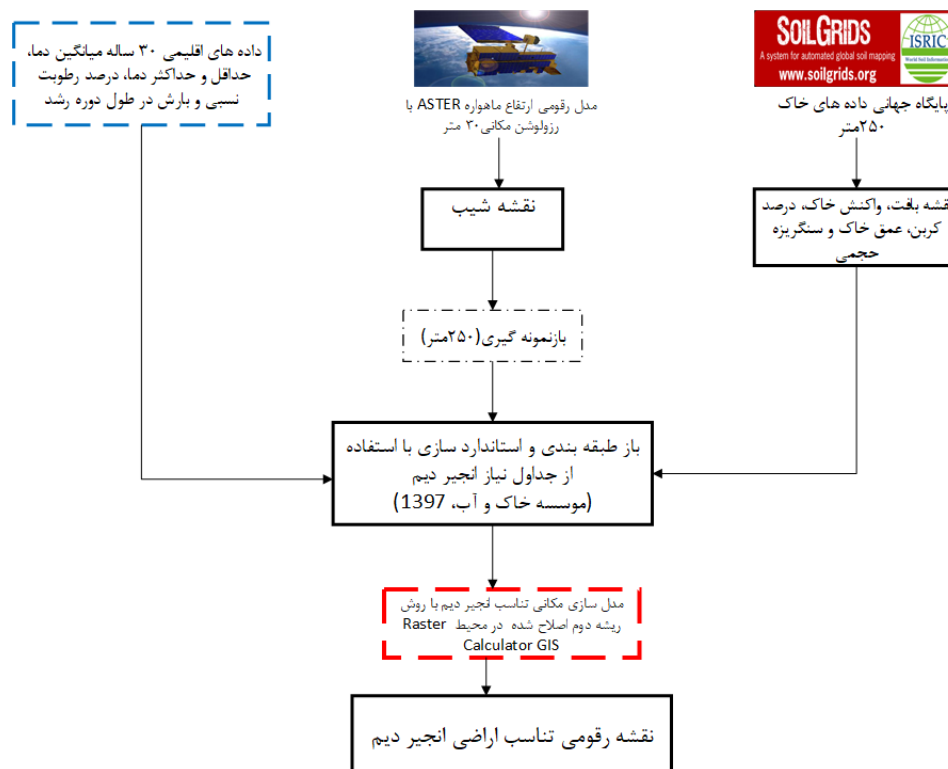 داده های اقلیمی ۳۰ ساله میانگین دما،
حداقل و حداکثر دما، درصد رطوبت
نسبی و بارش در طول دوره رشد
مدل رقومی ارتفاع ماهواره ASTER با
رزولوشن مکانی۳۰ متر
SOILGRIDS
A system for automated global soil mapping
www.soilgrids.org
ISRIC
World Soil Information
پایگاه جهانی داده های خاک
۲۵۰متر
نقشه شیب
نقشه بافت، واکنش خاک، درصد
کربن، عمق خاک و سنگریزه
حجمی
بازنمونه گیری(۲۵۰متر)
باز طبقه بندی و استاندارد سازی با استفاده
از جداول نیاز انجیر دیم
(موسسه خاک و آب، 1397)
مدل سازی مکانی تناسب انجیر دیم با روش
ریشه دوم اصلاح شده در محیط Raster
Calculator GIS
نقشه رقومی تناسب اراضی انجیر دیم